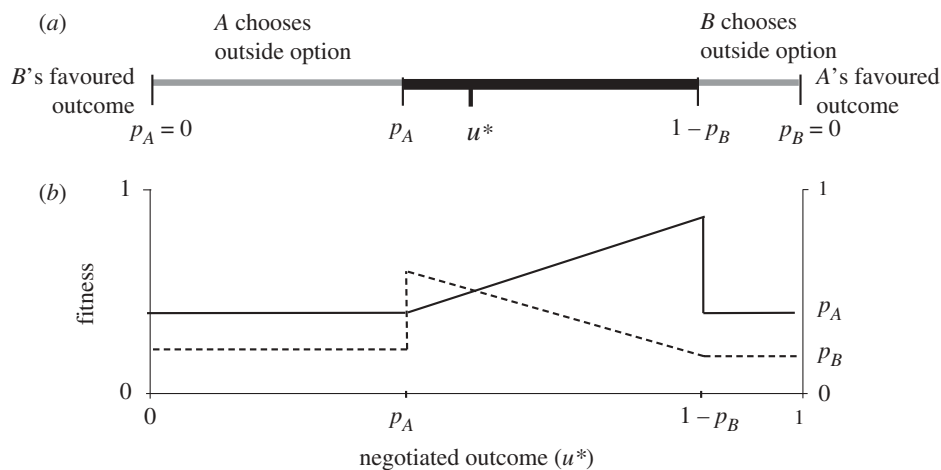 (a)
A chooses
outside option
B chooses
outside option
B's favoured
outcome
A's favoured
outcome
p_A = 0
p_A
u*
1 – p_B
p_B = 0
(b)
1
1
fitness
p_A
p_B
0
0
0
p_A
1 – p_B
1
negotiated outcome (u*)